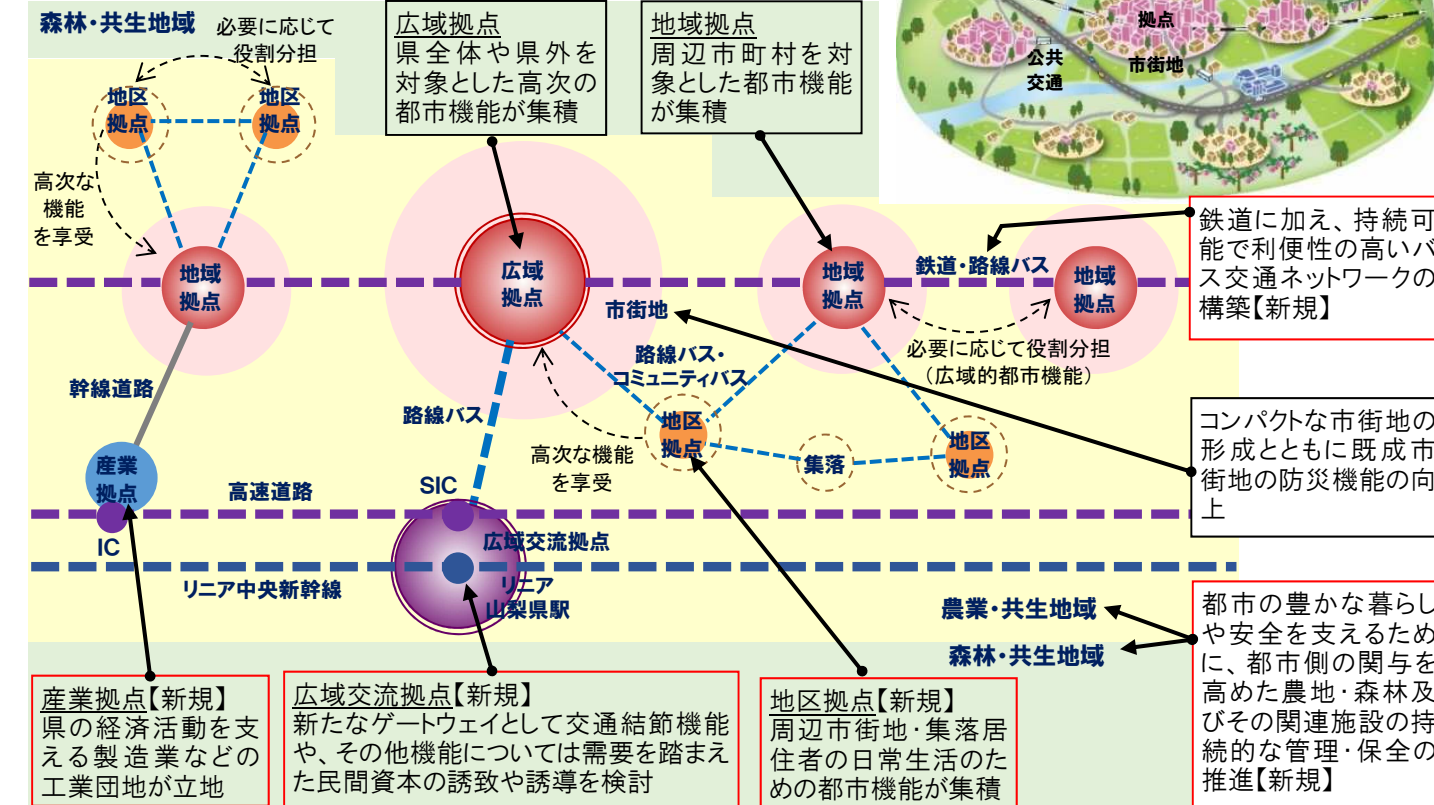 森林・共生地域
必要に応じて
役割分担
地区
拠点
地区
拠点
高次な
機能
を享受
広域拠点
県全体や県外を
対象とした高次の
都市機能が集積
地域拠点
周辺市町村を対
象とした都市機能
が集積
拠点
公共
交通
市街地
地域
拠点
広域
拠点
地域
拠点
鉄道・路線バス
地域
拠点
鉄道に加え、持続可
能で利便性の高いバ
ス交通ネットワークの
構築【新規】
市街地
幹線道路
路線バス
路線バス・
コミュニティバス
必要に応じて役割分担
（広域的都市機能）
高次な機能
を享受
地区
拠点
集落
地区
拠点
コンパクトな市街地の
形成とともに既成市
街地の防災機能の向
上
産業
拠点
IC
高速道路
SIC
広域交流拠点
リニア中央新幹線
リニア
山梨県駅
農業・共生地域
森林・共生地域
都市の豊かな暮らし
や安全を支えるため
に、都市側の関与を
高めた農地・森林及
びその関連施設の持
続的な管理・保全の
推進【新規】
産業拠点【新規】
県の経済活動を支
える製造業などの
工業団地が立地
広域交流拠点【新規】
新たなゲートウェイとして交通結節機能
や、その他機能については需要を踏まえ
た民間資本の誘致や誘導を検討
地区拠点【新規】
周辺市街地・集落居
住者の日常生活のた
めの都市機能が集積